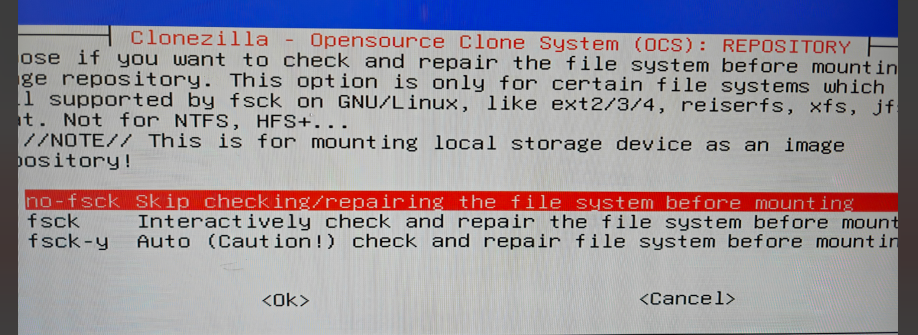 Clonezilla - Opensource Clone System (OCS): REPOSITORY
ose if you want to check and repair the file system before mountin
ge repository. This option is only for certain file systems which
l supported by fsck on GNU/Linux, like ext2/3/4, reiserfs, xfs, jf
t. Not for NTFS, HFS+...
//NOTE// This is for mounting local storage device as an image
pository!
no-fsck Skip checking/repairing the file system before mounting
fsck Interactively check and repair the file system before mount
fsck-y Auto (Caution!) check and repair file system before mountin
<Ok> <Cancel>